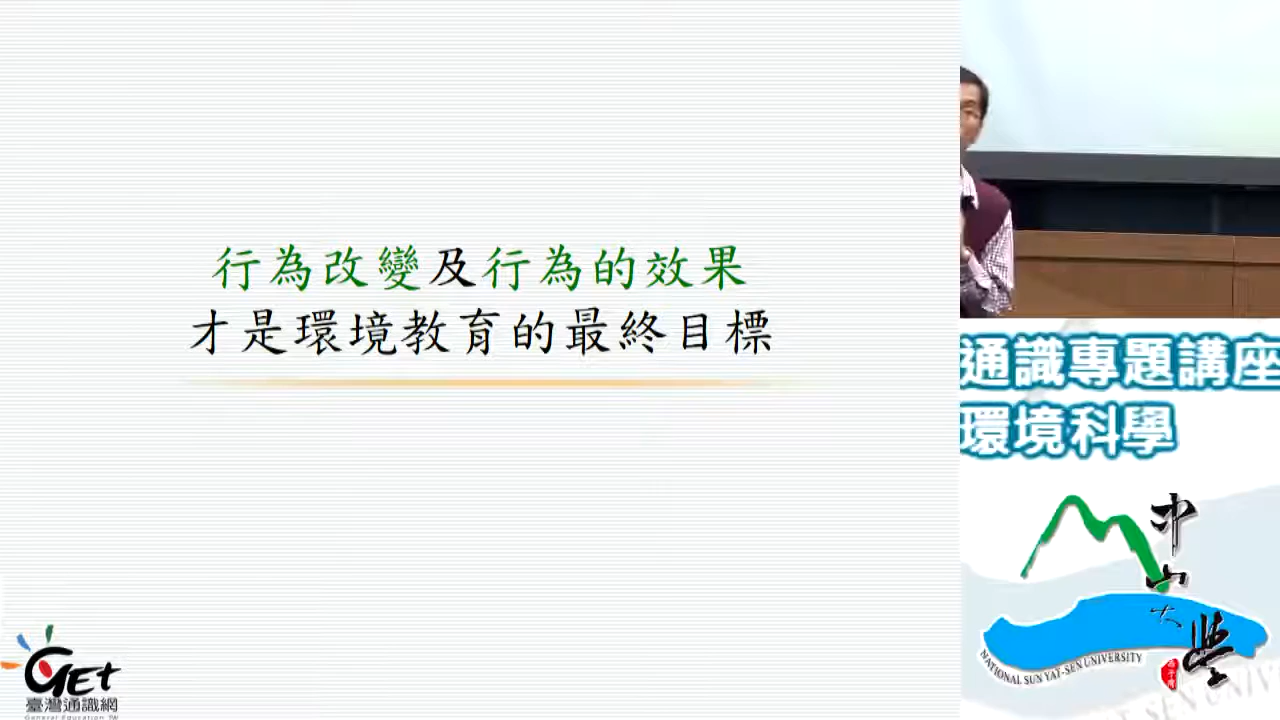 行為改變及行為的效果
才是環境教育的最終目標
通識專題講座
環境科學
中山大學
NATIONAL SUN YAT-SEN UNIVERSITY
GET
臺灣通識網
General Education TW